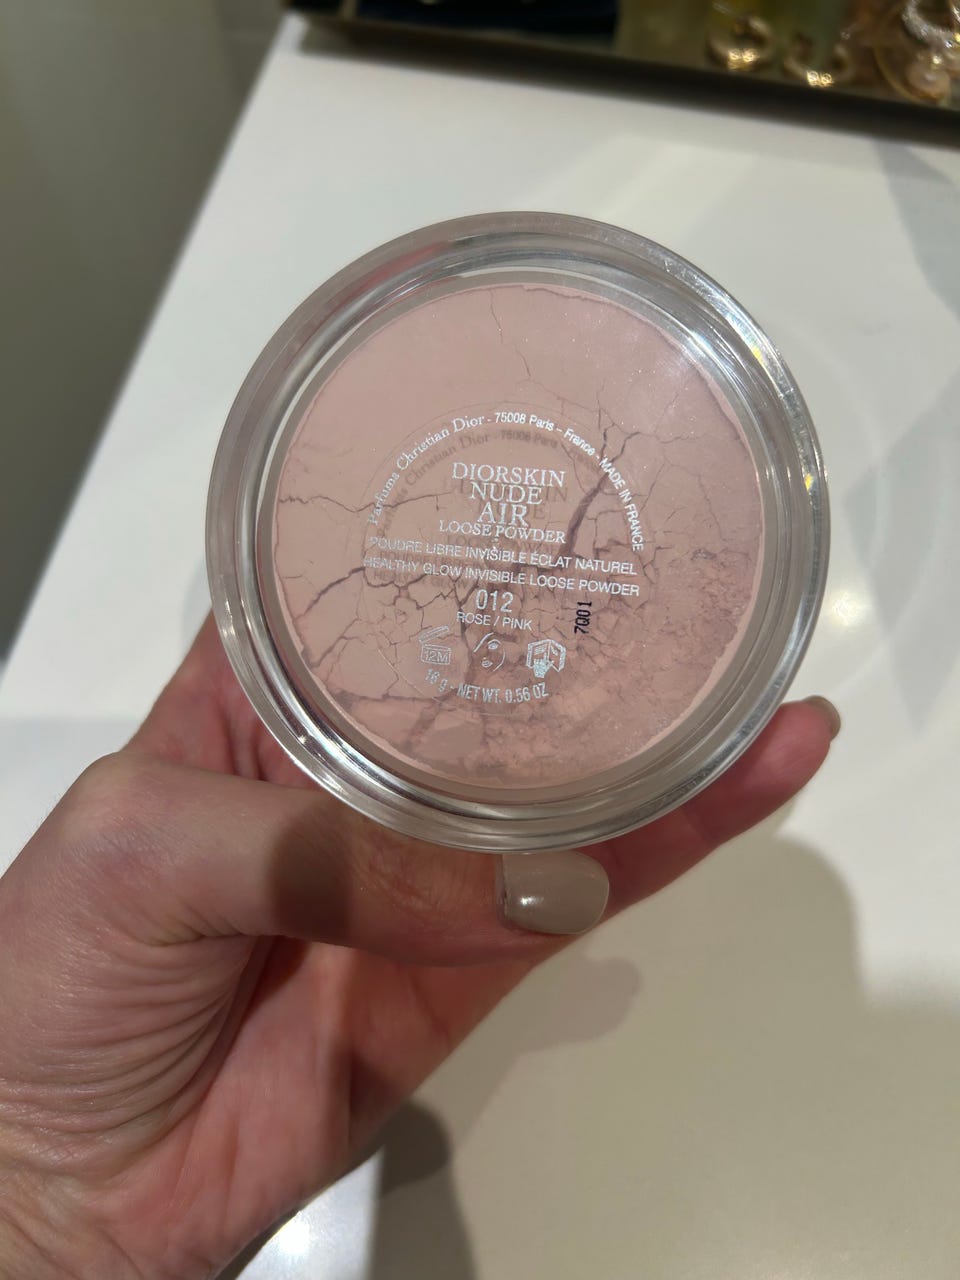 Parfums Christian Dior - 75008 Paris - France - MADE IN FRANCE
DIORSKIN
NUDE
AIR
LOOSE POWDER
POUDRE LIBRE INVISIBLE ÉCLAT NATUREL
HEALTHY GLOW INVISIBLE LOOSE POWDER
012
ROSE / PINK
7Q01
12M
16 g - NET WT. 0.56 OZ